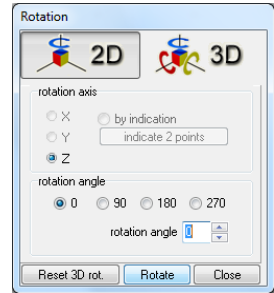 Rotation
2D 3D
rotation axis
X by indication
Y indicate 2 points
Z
rotation angle
0 90 180 270
rotation angle 0
Reset 3D rot. Rotate Close